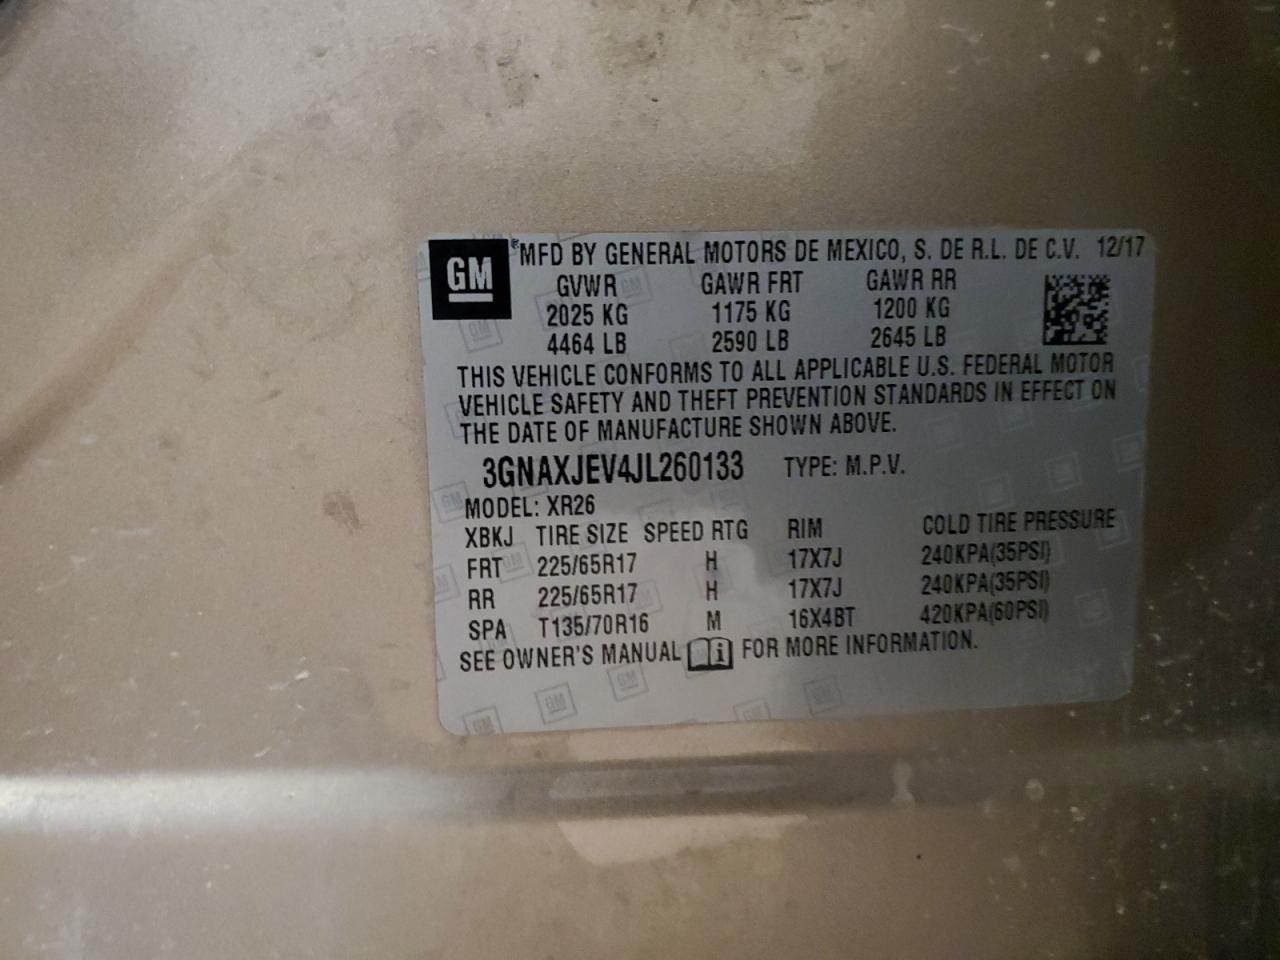 GM
MFD BY GENERAL MOTORS DE MEXICO, S. DE R.L. DE C.V. 12/17
GVWR GAWR FRT GAWR RR
2025 KG 1175 KG 1200 KG
4464 LB 2590 LB 2645 LB
THIS VEHICLE CONFORMS TO ALL APPLICABLE U.S. FEDERAL MOTOR
VEHICLE SAFETY AND THEFT PREVENTION STANDARDS IN EFFECT ON
THE DATE OF MANUFACTURE SHOWN ABOVE.
3GNAXJEV4JL260133 TYPE: M.P.V.
MODEL: XR26
XBKJ TIRE SIZE SPEED RTG RIM COLD TIRE PRESSURE
FRT 225/65R17 H 17X7J 240KPA(35PSI)
RR 225/65R17 H 17X7J 240KPA(35PSI)
SPA T135/70R16 M 16X4BT 420KPA(60PSI)
SEE OWNER'S MANUAL i FOR MORE INFORMATION.